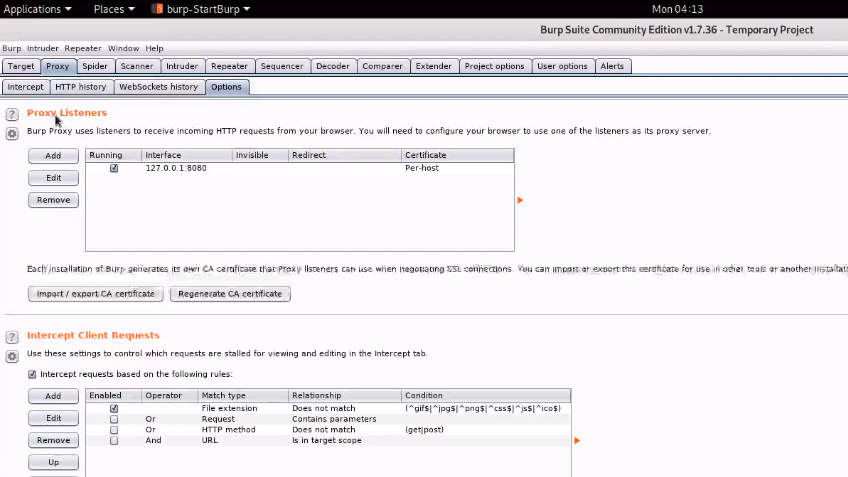 Applications Places burp-StartBurp Mon 04:13
Burp Suite Community Edition v1.7.36 - Temporary Project
Burp Intruder Repeater Window Help
Target Proxy Spider Scanner Intruder Repeater Sequencer Decoder Comparer Extender Project options User options Alerts
Intercept HTTP history WebSockets history Options
? Proxy Listeners
Burp Proxy uses listeners to receive incoming HTTP requests from your browser. You will need to configure your browser to use one of the listeners as its proxy server.
Add Running Interface Invisible Redirect Certificate
127.0.0.1:8080 Per-host
Edit
Remove
Each installation of Burp generates its own CA certificate that Proxy listeners can use when negotiating SSL connections. You can import or export this certificate for use in other tools or another
Import / export CA certificate Regenerate CA certificate
? Intercept Client Requests
Use these settings to control which requests are stalled for viewing and editing in the Intercept tab.
Intercept requests based on the following rules:
Add Enabled Operator Match type Relationship Condition
File extension Does not match (^gif$|^jpg$|^png$|^css$|^js$|^ico$)
Edit Or Request Contains parameters
Or HTTP method Does not match (get|post)
Remove And URL Is in target scope
Up